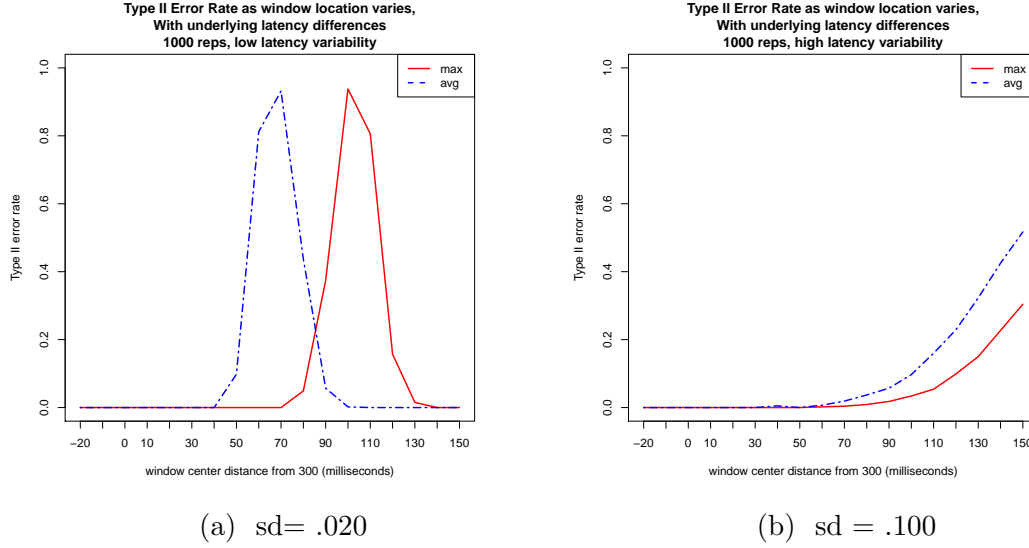 Type II Error Rate as window location varies,
With underlying latency differences
1000 reps, low latency variability
max
avg
Type II error rate
0.0 0.2 0.4 0.6 0.8 1.0
−20 0 10 30 50 70 90 110 130 150
window center distance from 300 (milliseconds)
(a) sd= .020
Type II Error Rate as window location varies,
With underlying latency differences
1000 reps, high latency variability
max
avg
Type II error rate
0.0 0.2 0.4 0.6 0.8 1.0
−20 0 10 30 50 70 90 110 130 150
window center distance from 300 (milliseconds)
(b) sd = .100